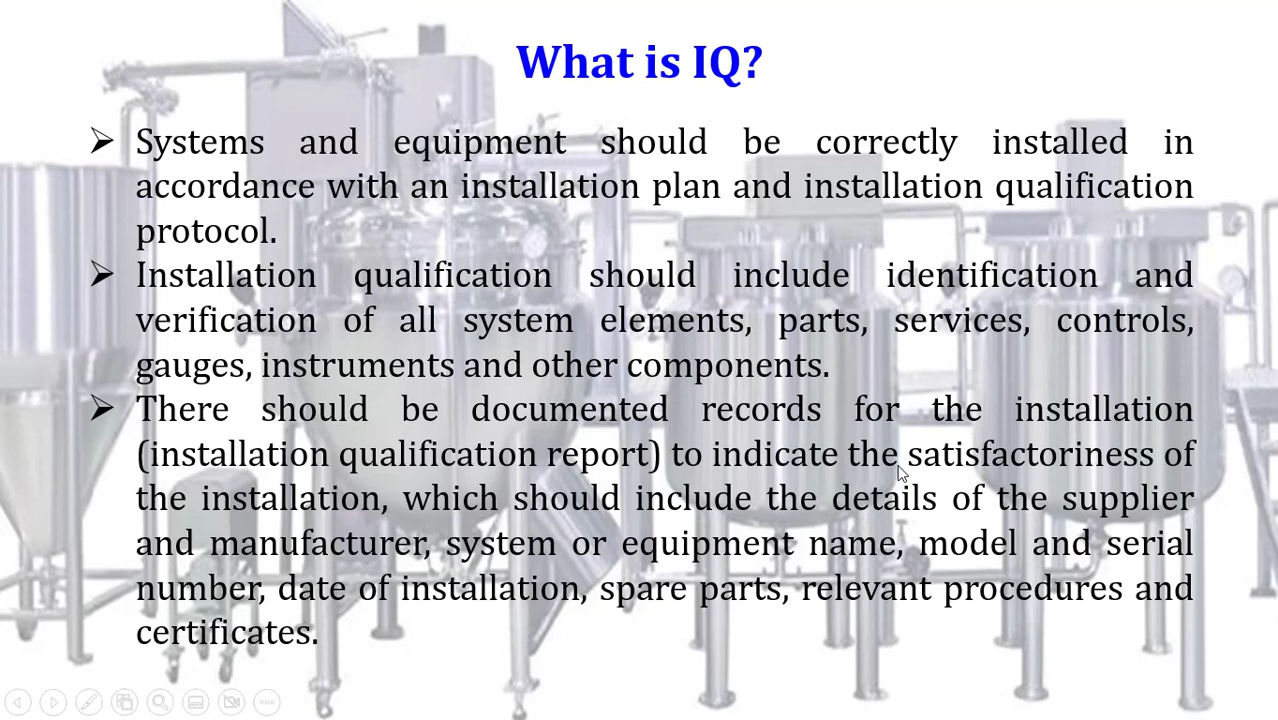 What is IQ?
Systems and equipment should be correctly installed in
accordance with an installation plan and installation qualification
protocol.
Installation qualification should include identification and
verification of all system elements, parts, services, controls,
gauges, instruments and other components.
There should be documented records for the installation
(installation qualification report) to indicate the satisfactoriness of
the installation, which should include the details of the supplier
and manufacturer, system or equipment name, model and serial
number, date of installation, spare parts, relevant procedures and
certificates.